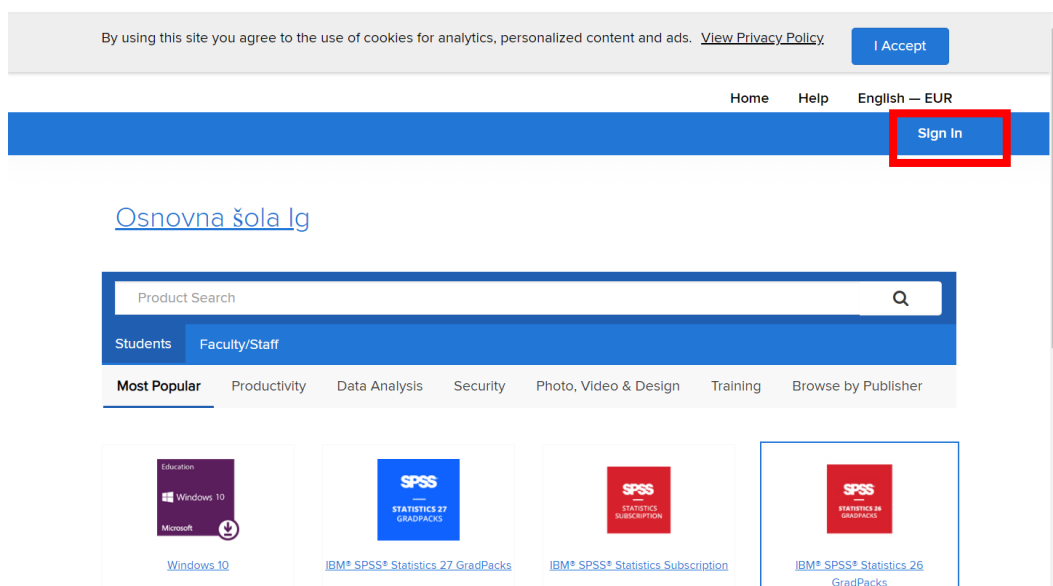 By using this site you agree to the use of cookies for analytics, personalized content and ads. View Privacy Policy
I Accept
Home Help English — EUR
Sign In
Osnovna šola Ig
Product Search
Students Faculty/Staff
Most Popular Productivity Data Analysis Security Photo, Video & Design Training Browse by Publisher
Education
Windows 10
Microsoft
SPSS
STATISTICS 27
GRADPACKS
SPSS
STATISTICS
SUBSCRIPTION
SPSS
STATISTICS 26
GRADPACKS
Windows 10
IBM® SPSS® Statistics 27 GradPacks
IBM® SPSS® Statistics Subscription
IBM® SPSS® Statistics 26
GradPacks